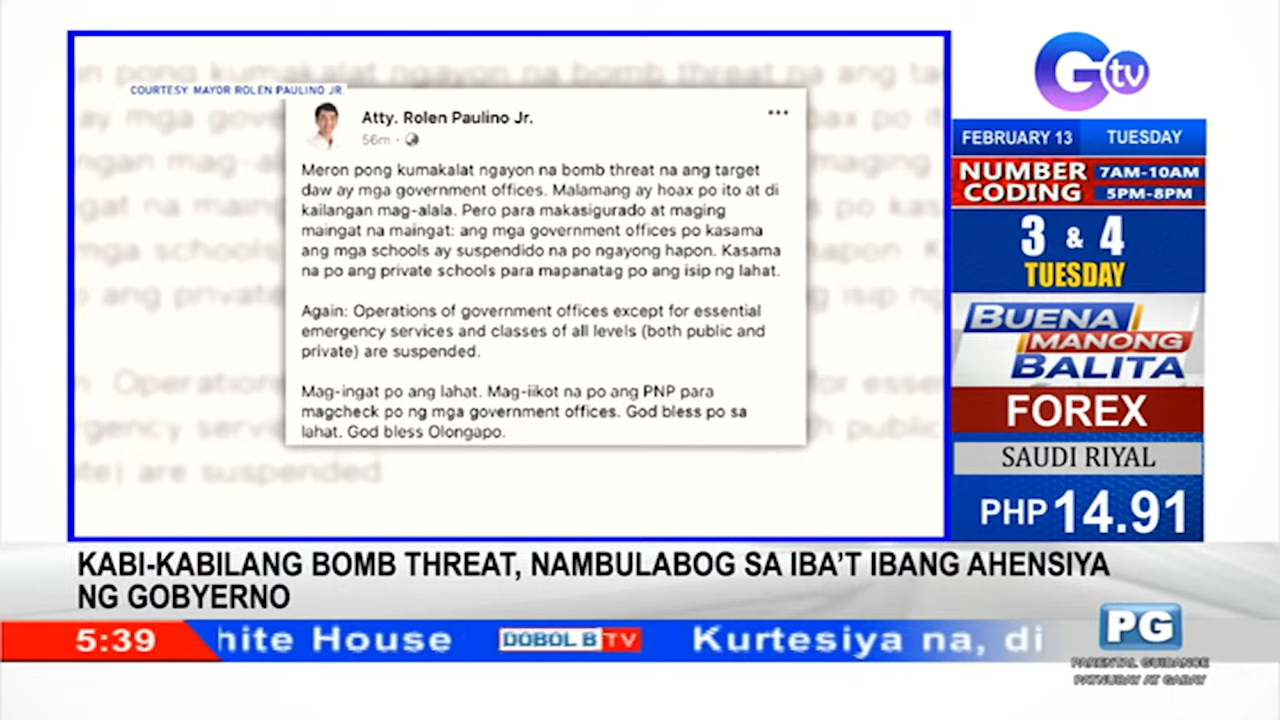 COURTESY: MAYOR ROLEN PAULINO JR.
Atty. Rolen Paulino Jr.
56m
Meron pong kumakalat ngayon na bomb threat na ang target
daw ay mga government offices. Malamang ay hoax po ito at di
kailangan mag-alala. Pero para makasigurado at maging
maingat na maingat: ang mga government offices po kasama
ang mga schools ay suspendido na po ngayong hapon. Kasama
na po ang private schools para mapanatag po ang isip ng lahat.
Again: Operations of government offices except for essential
emergency services and classes of all levels (both public and
private) are suspended.
Mag-ingat po ang lahat. Mag-iikot na po ang PNP para
magcheck po ng mga government offices. God bless po sa
lahat. God bless Olongapo.
Gtv
FEBRUARY 13 TUESDAY
NUMBER CODING
7AM-10AM
5PM-8PM
3 & 4
TUESDAY
BUENA
MANONG
BALITA
FOREX
SAUDI RIYAL
PHP 14.91
KABI-KABILANG BOMB THREAT, NAMBULABOG SA IBA'T IBANG AHENSIYA
NG GOBYERNO
5:39 hite House DOBOL B TV Kurtesiya na, di
PG
PARENTAL GUIDANCE
PATNUBAY AT GABAY